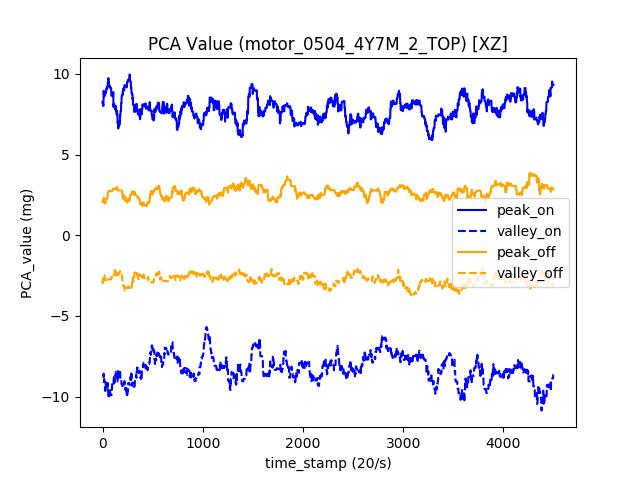 PCA Value (motor_0504_4Y7M_2_TOP) [XZ]
PCA_value (mg)
10
5
0
−5
−10
peak_on
valley_on
peak_off
valley_off
0
1000
2000
3000
4000
time_stamp (20/s)